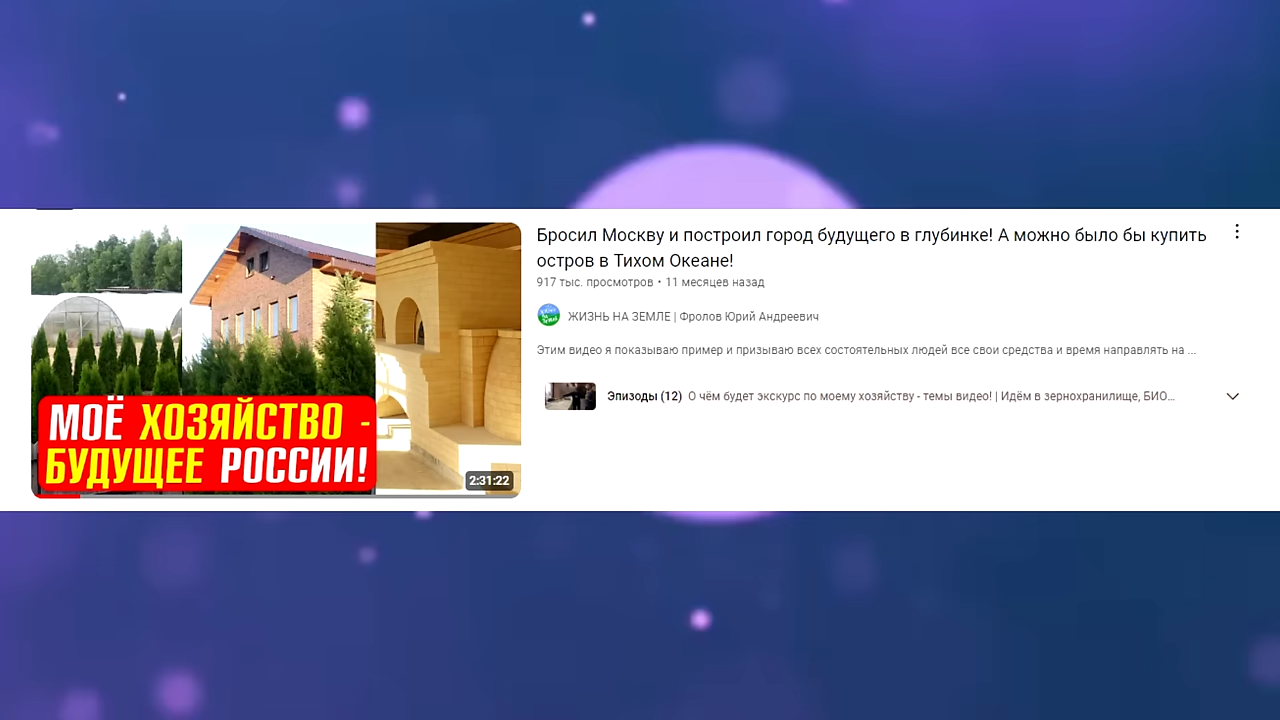 Бросил Москву и построил город будущего в глубинке! А можно было бы купить
остров в Тихом Океане!
917 тыс. просмотров • 11 месяцев назад
ЖИЗНЬ НА ЗЕМЛЕ | Фролов Юрий Андреевич
Этим видео я показываю пример и призываю всех состоятельных людей все свои средства и время направлять на ...
Эпизоды (12) О чём будет экскурс по моему хозяйству - темы видео! | Идём в зернохранилище, БИО...
МОЁ ХОЗЯЙСТВО -
БУДУЩЕЕ РОССИИ!
2:31:22